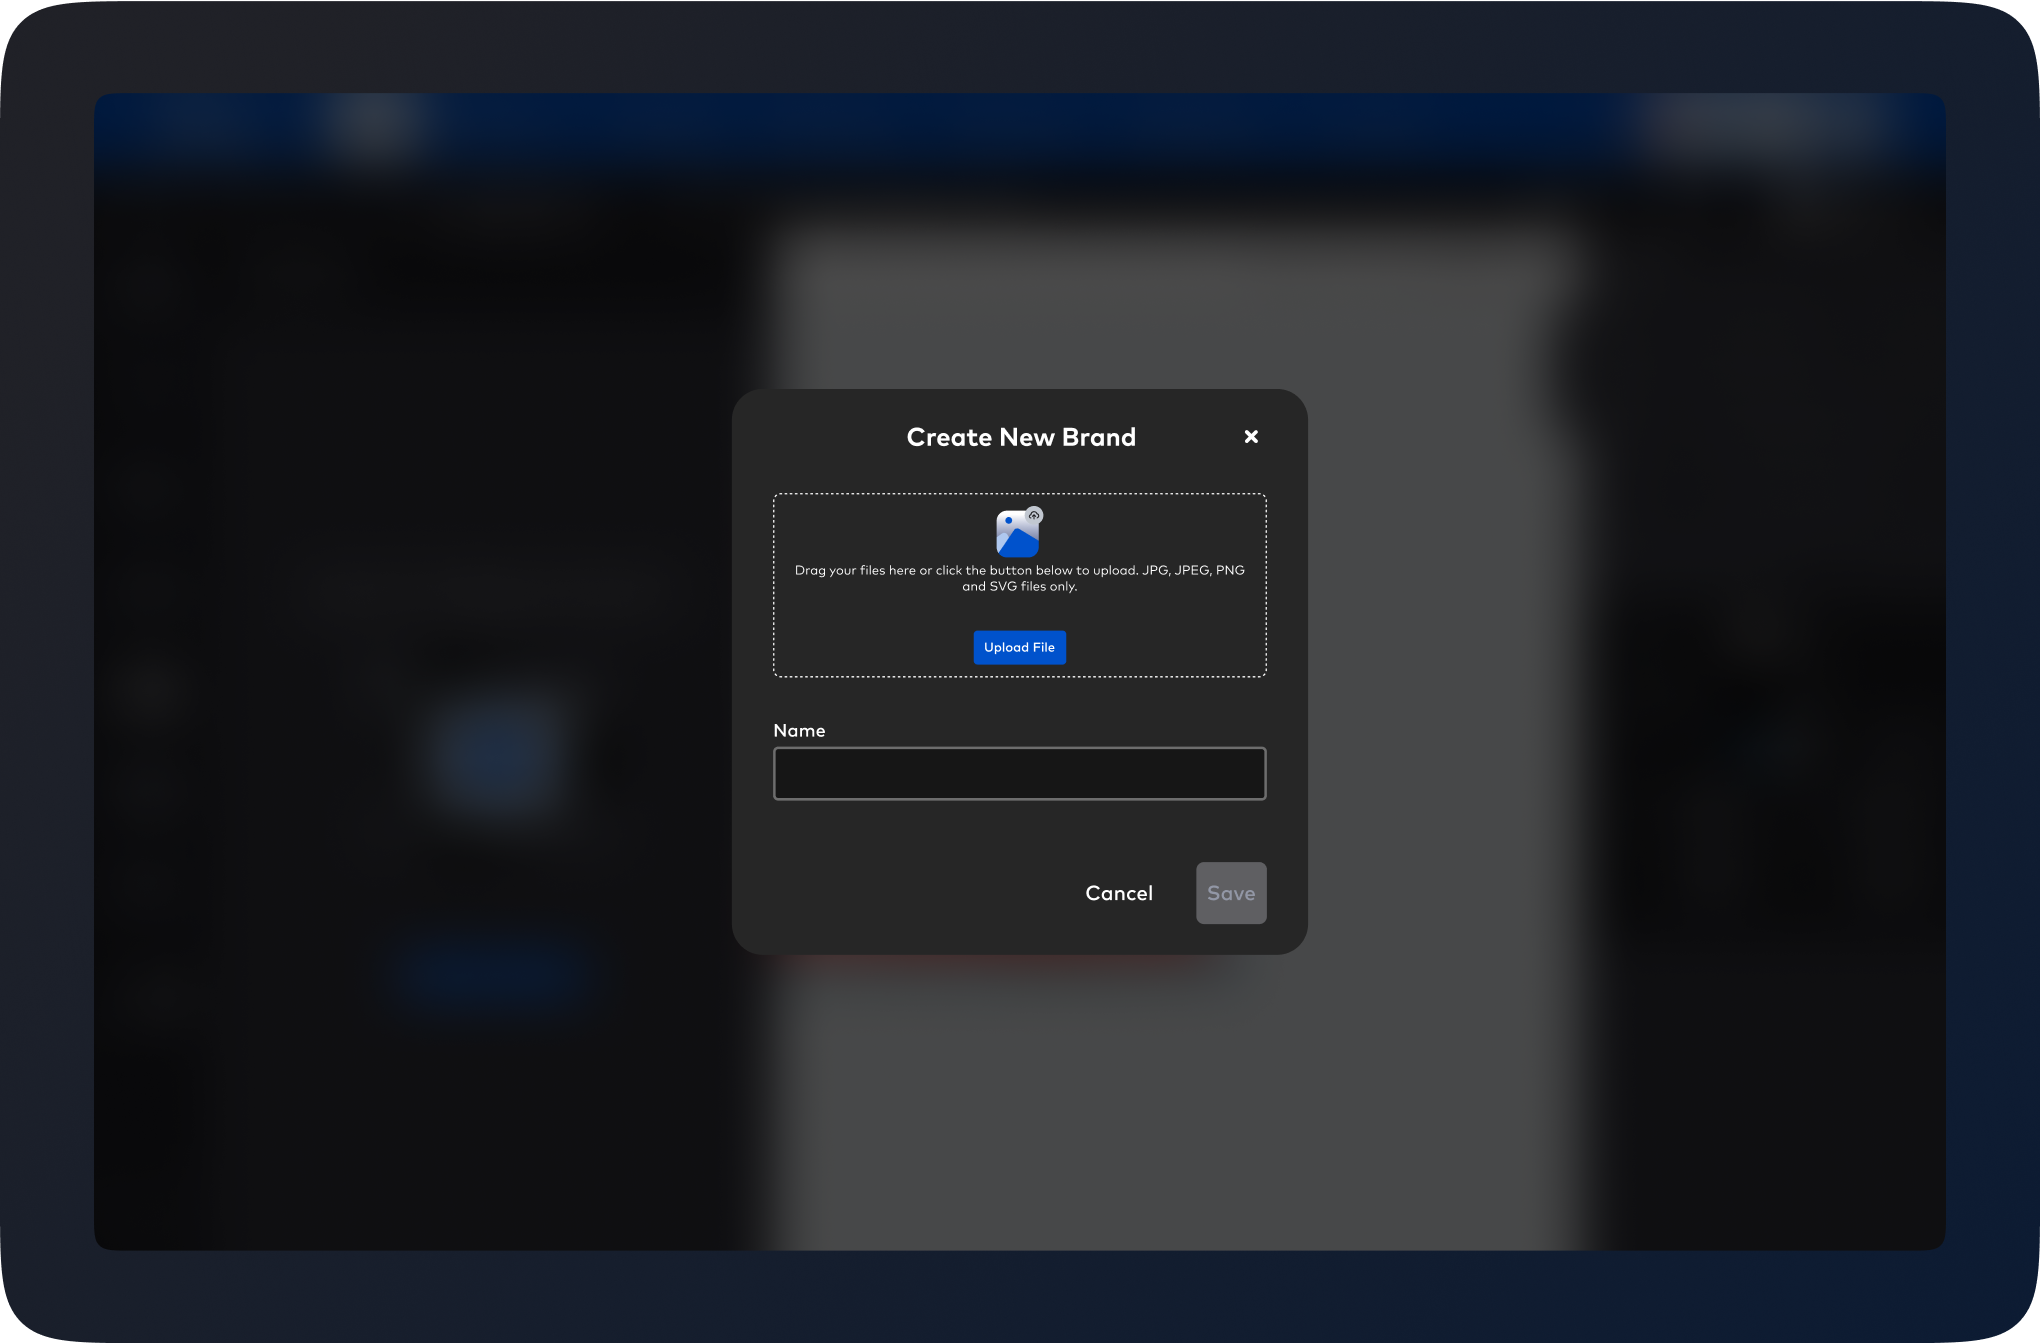 Create New Brand
Drag your files here or click the button below to upload. JPG, JPEG, PNG
and SVG files only.
Upload File
Name
Cancel
Save